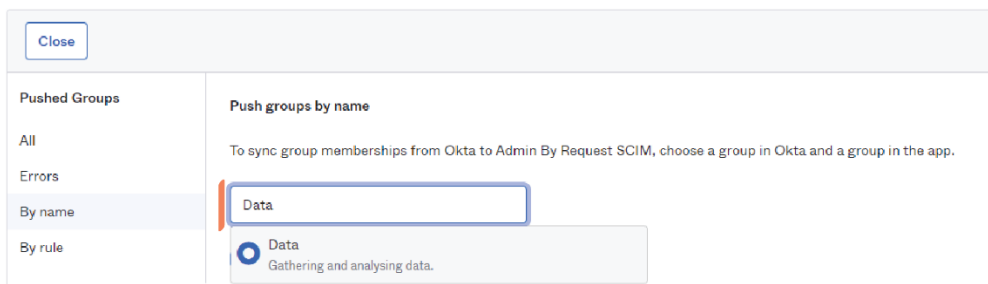 Close
Pushed Groups
All
Errors
By name
By rule
Push groups by name
To sync group memberships from Okta to Admin By Request SCIM, choose a group in Okta and a group in the app.
Data
Data
Gathering and analysing data.